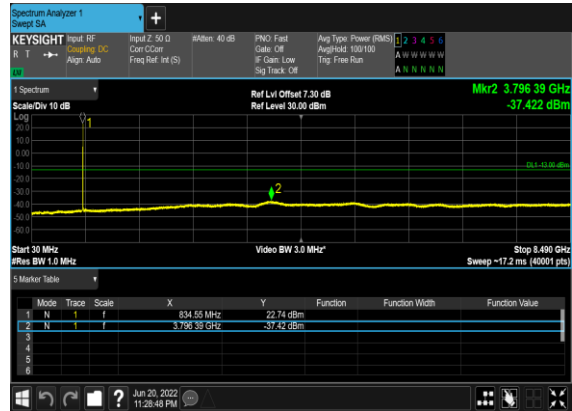 Spectrum Analyzer 1
Swept SA
+
KEYSIGHT Input: RF Input Z: 50 Ω #Atten: 40 dB PNO: Fast Avg Type: Power (RMS) 1 2 3 4 5 6
R T Coupling: DC Corr CCorr Gate: Off Avg|Hold: 100/100 A W W W W W
Align: Auto Freq Ref: Int (S) IF Gain: Low Trig: Free Run
Sig Track: Off A N N N N N
1 Spectrum Ref Lvl Offset 7.30 dB Mkr2 3.796 39 GHz
Scale/Div 10 dB Ref Level 30.00 dBm -37.422 dBm
Log
20.0
1
10.0
0.00
-10.0
DL1 -13.00 dBm
-20.0
-30.0
2
-40.0
-50.0
-60.0
Start 30 MHz Video BW 3.0 MHz* Stop 8.490 GHz
#Res BW 1.0 MHz Sweep ~17.2 ms (40001 pts)
5 Marker Table
Mode Trace Scale X Y Function Function Width Function Value
1 N 1 f 834.55 MHz 22.74 dBm
2 N 1 f 3.796 39 GHz -37.42 dBm
3
4
5
6
? Jun 20, 2022
11:28:48 PM